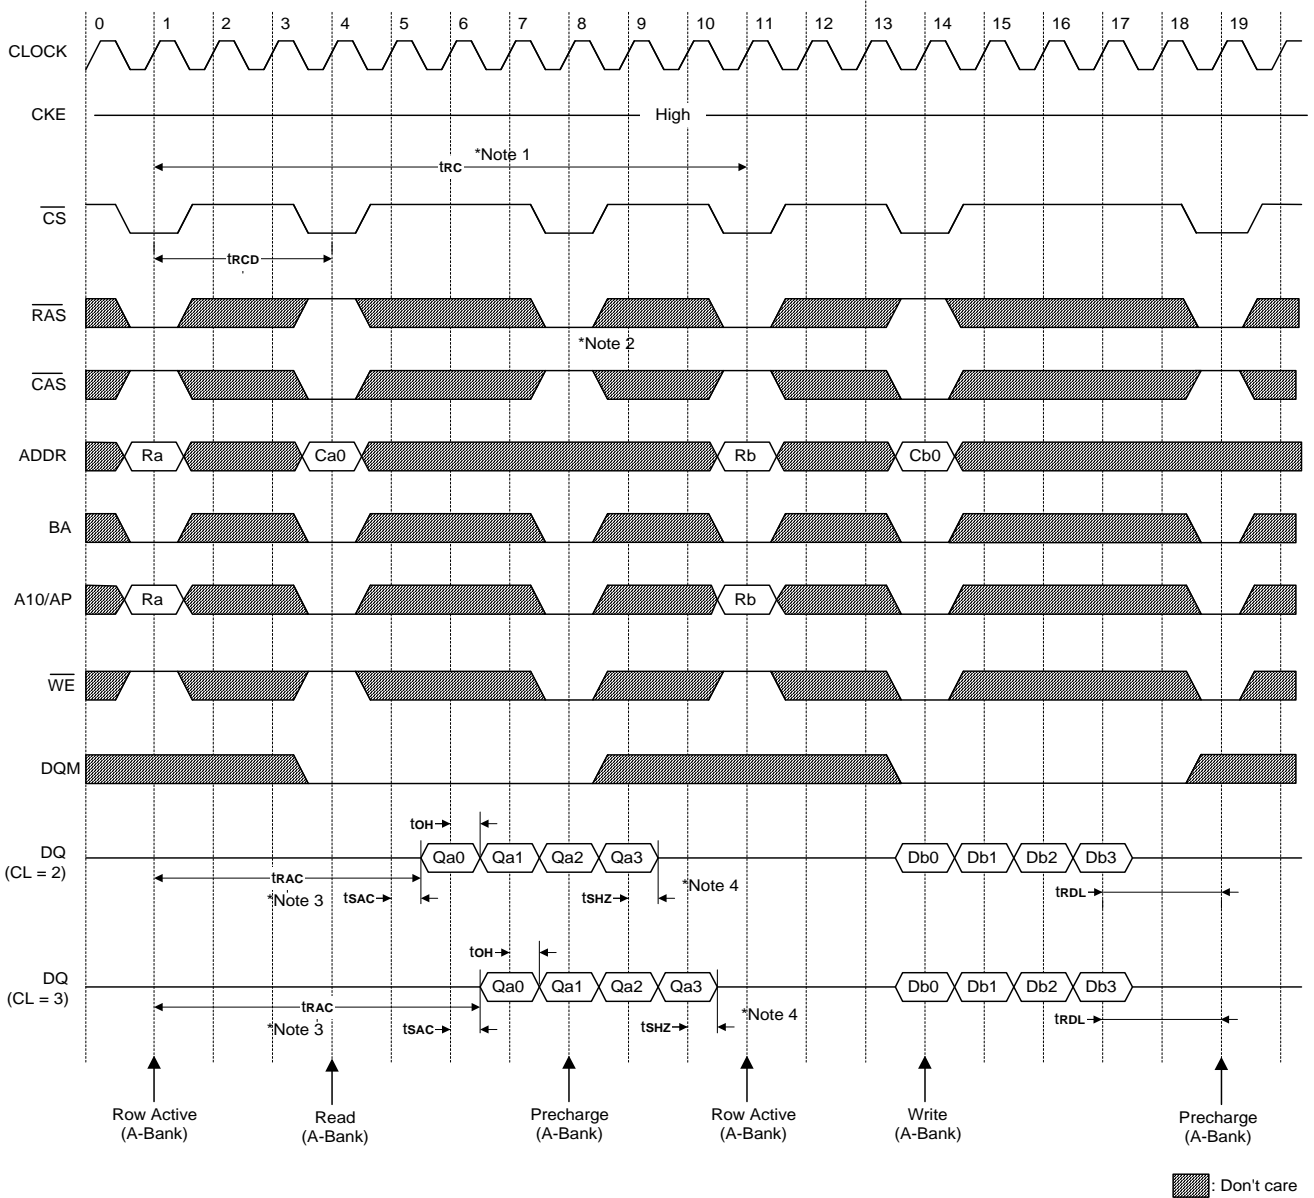 0 1 2 3 4 5 6 7 8 9 10 11 12 13 14 15 16 17 18 19
CLOCK
CKE High
*Note 1
tRC
CS
tRCD
RAS
*Note 2
CAS
ADDR Ra Ca0 Rb Cb0
BA
A10/AP Ra Rb
WE
DQM
tOH
DQ
(CL = 2)
Qa0 Qa1 Qa2 Qa3 Db0 Db1 Db2 Db3
tRAC
*Note 3 tSAC tSHZ *Note 4 tRDL
tOH
DQ
(CL = 3)
Qa0 Qa1 Qa2 Qa3 Db0 Db1 Db2 Db3
tRAC
*Note 3 tSAC tSHZ *Note 4 tRDL
Row Active
(A-Bank)
Read
(A-Bank)
Precharge
(A-Bank)
Row Active
(A-Bank)
Write
(A-Bank)
Precharge
(A-Bank)
: Don't care